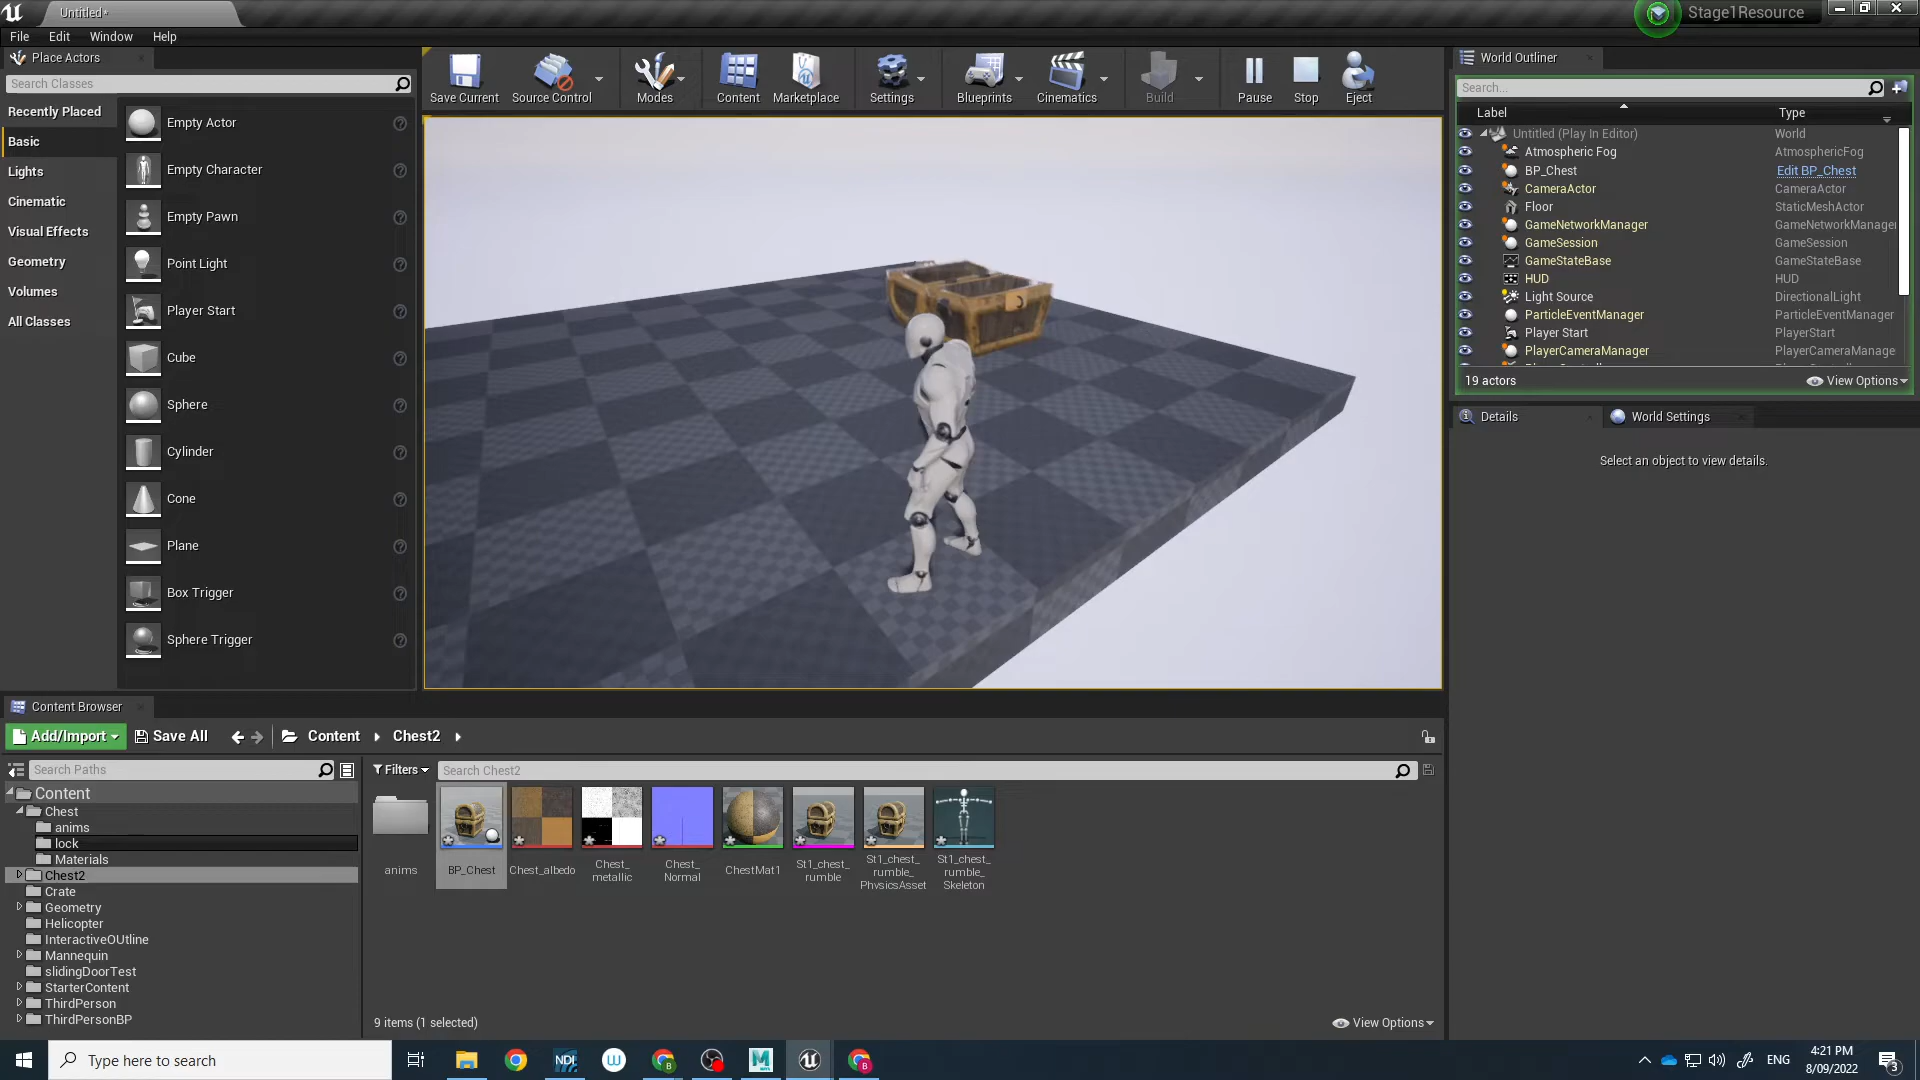 Untitled*
Stage1Resource
File Edit Window Help
Place Actors
Search Classes
Recently Placed
Basic
Lights
Cinematic
Visual Effects
Geometry
Volumes
All Classes
Empty Actor
Empty Character
Empty Pawn
Point Light
Player Start
Cube
Sphere
Cylinder
Cone
Plane
Box Trigger
Sphere Trigger
Save Current Source Control Modes Content Marketplace Settings Blueprints Cinematics Build Pause Stop Eject
World Outliner
Search...
Label Type
Untitled (Play In Editor) World
Atmospheric Fog AtmosphericFog
BP_Chest Edit BP_Chest
CameraActor CameraActor
Floor StaticMeshActor
GameNetworkManager GameNetworkManager
GameSession GameSession
GameStateBase GameStateBase
HUD HUD
Light Source DirectionalLight
ParticleEventManager ParticleEventManager
Player Start PlayerStart
PlayerCameraManager PlayerCameraManage
19 actors View Options
Details World Settings
Select an object to view details.
Content Browser
Add/Import Save All Content Chest2
Search Paths
Filters Search Chest2
Content
Chest
anims
lock
Materials
Chest2
Crate
Geometry
Helicopter
InteractiveOUtline
Mannequin
slidingDoorTest
StarterContent
ThirdPerson
ThirdPersonBP
anims
BP_Chest
Chest_albedo
Chest_
metallic
Chest_
Normal
ChestMat1
St1_chest_
rumble
St1_chest_
rumble_
PhysicsAsset
St1_chest_
rumble_
Skeleton
9 items (1 selected) View Options
Type here to search
NDI
ENG
4:21 PM
8/09/2022
3